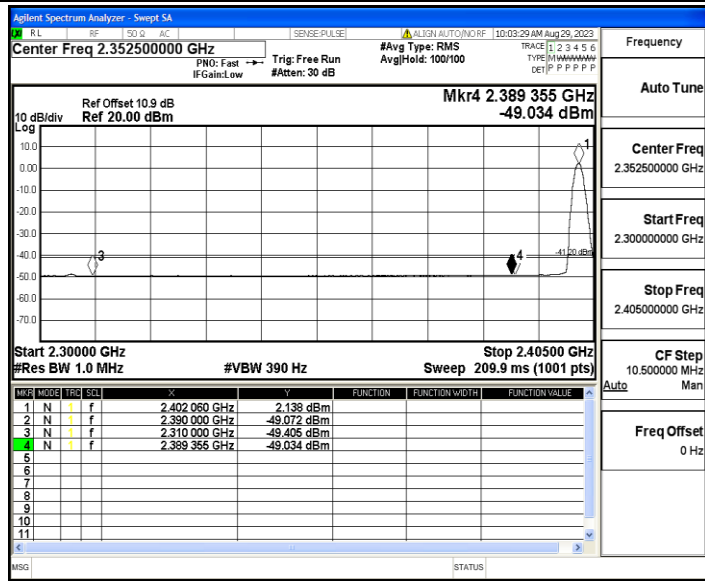 Agilent Spectrum Analyzer - Swept SA
RL RF 50 Ω AC SENSE:PULSE ALIGN AUTO/NO RF 10:03:29 AM Aug 29, 2023
Center Freq 2.352500000 GHz
PNO: Fast
IFGain:Low
Trig: Free Run
#Atten: 30 dB
#Avg Type: RMS
Avg|Hold: 100/100
TRACE 1 2 3 4 5 6
TYPE M WWWWW
DET P P P P P P
Mkr4 2.389 355 GHz
-49.034 dBm
Ref Offset 10.9 dB
10 dB/div Ref 20.00 dBm
Log
10.0
0.00
-10.0
-20.0
-30.0
-40.0
-50.0
-60.0
-70.0
1
3
4
-41.20 dBm
Start 2.30000 GHz Stop 2.40500 GHz
#Res BW 1.0 MHz #VBW 390 Hz Sweep 209.9 ms (1001 pts)
MKR MODE TRC SCL X Y FUNCTION FUNCTION WIDTH FUNCTION VALUE
1 N 1 f 2.402 060 GHz 2.138 dBm
2 N 1 f 2.390 000 GHz -49.072 dBm
3 N 1 f 2.310 000 GHz -49.405 dBm
4 N 1 f 2.389 355 GHz -49.034 dBm
5
6
7
8
9
10
11
MSG STATUS
Frequency
Auto Tune
Center Freq
2.352500000 GHz
Start Freq
2.300000000 GHz
Stop Freq
2.405000000 GHz
CF Step
10.500000 MHz
Auto Man
Freq Offset
0 Hz